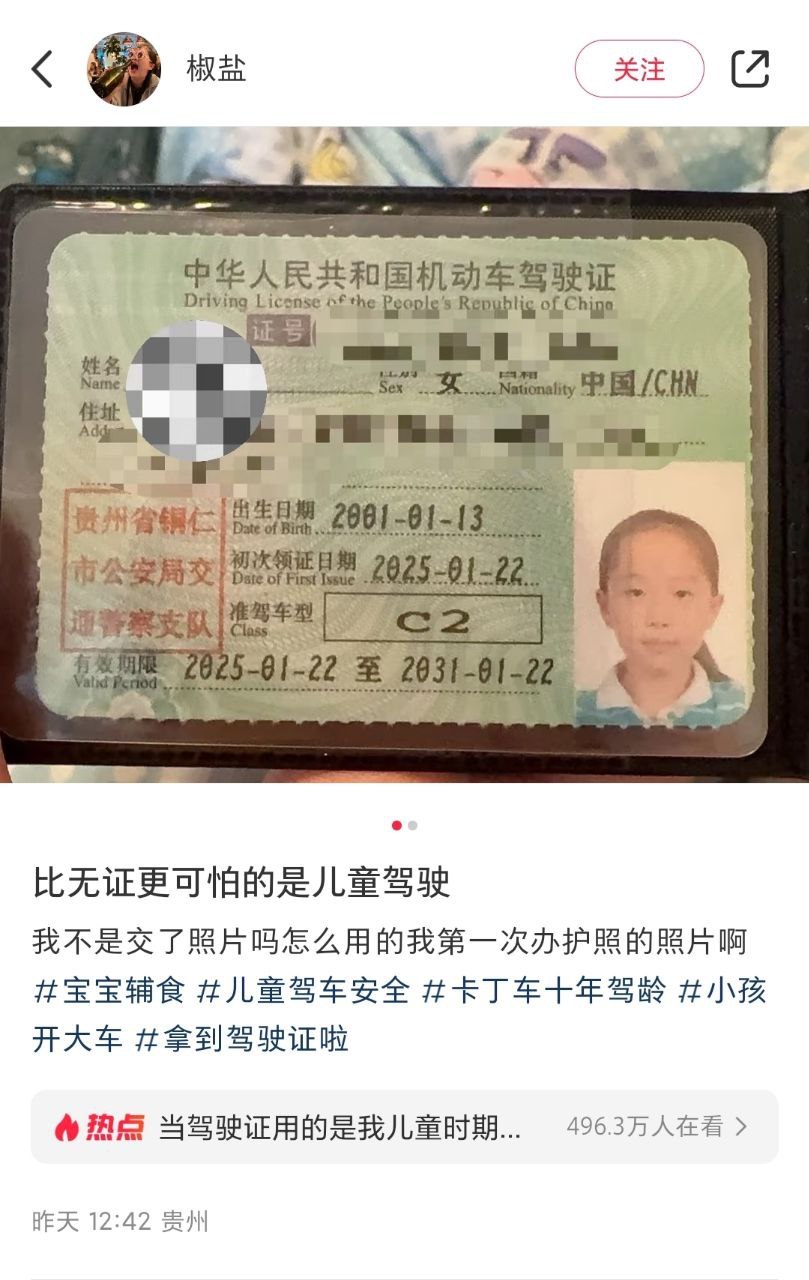 椒盐
关注
中华人民共和国机动车驾驶证
Driving License of the People's Republic of China
证号
姓名
Name
Sex 女 Nationality 中国/CHN
住址
贵州省铜仁
市公安局交
通警察支队
出生日期
Date of Birth 2001-01-13
初次领证日期
Date of First Issue 2025-01-22
准驾车型
Class C2
有效期限
Valid Period 2025-01-22 至 2031-01-22
比无证更可怕的是儿童驾驶
我不是交了照片吗怎么用的我第一次办护照的照片啊
#宝宝辅食 #儿童驾车安全 #卡丁车十年驾龄 #小孩
开大车 #拿到驾驶证啦
热点 当驾驶证用的是我儿童时期... 496.3万人在看
昨天 12:42 贵州